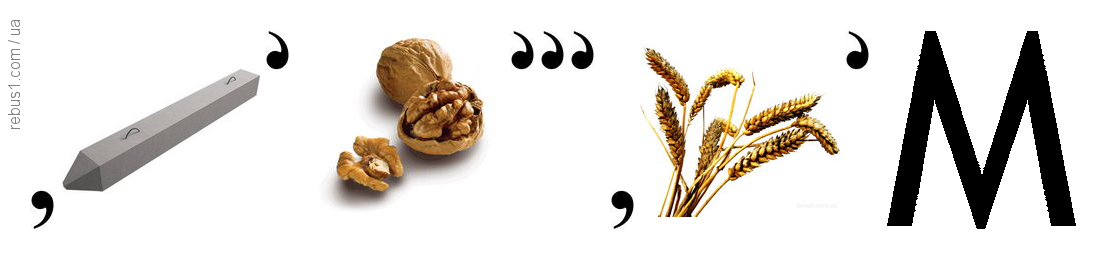 rebus1.com / ua
, ’ ’’’ , ’ М